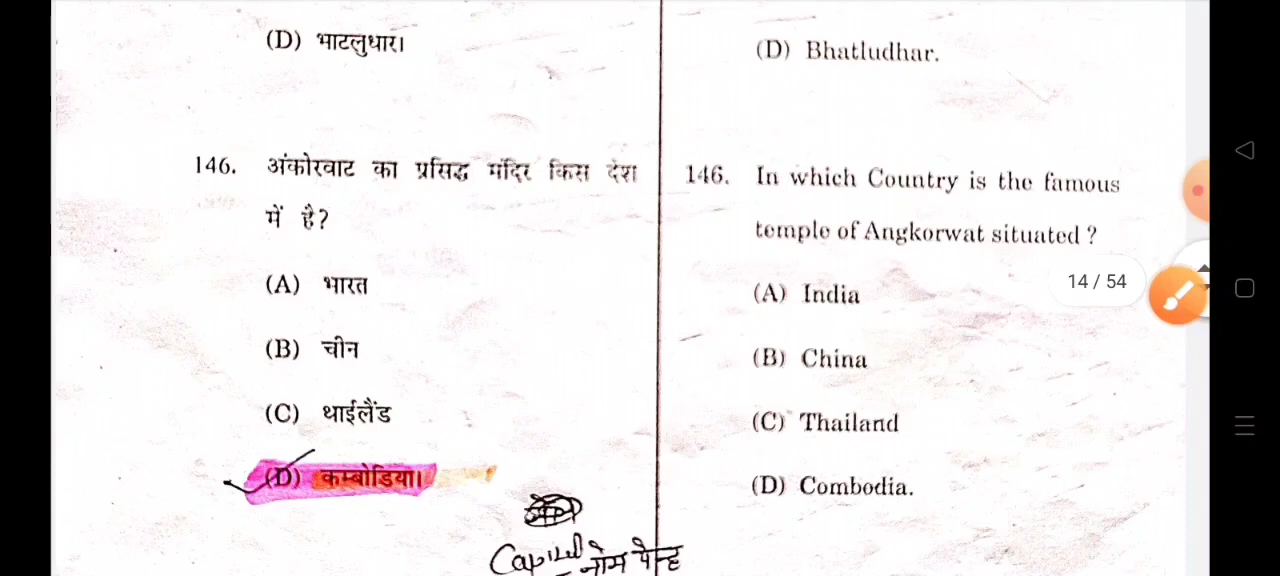 (D) भाटलुधार।
146. अंकोरवाट का प्रसिद्ध मंदिर किस देश
में है?
(A) भारत
(B) चीन
(C) थाईलैंड
(D) कम्बोडिया।
Capital नोम पेन्ह
(D) Bhatludhar.
146. In which Country is the famous
temple of Angkorwat situated ?
(A) India
(B) China
(C) Thailand
(D) Combodia.
14 / 54